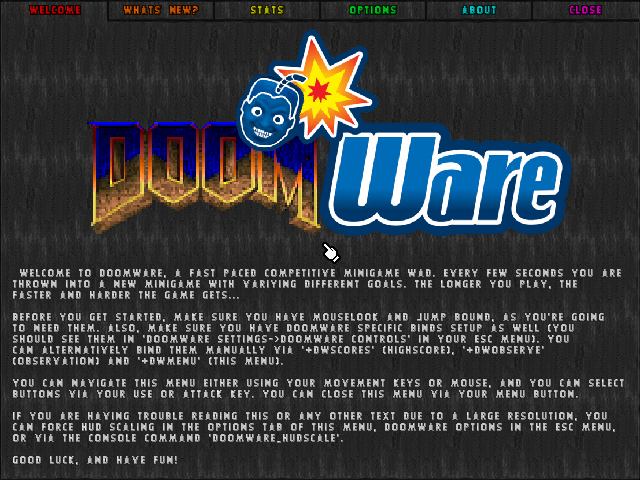 WELCOME
WHATS NEW?
STATS
OPTIONS
ABOUT
CLOSE
DOOM
Ware
WELCOME TO DOOMWARE, A FAST PACED COMPETITIVE MINIGAME WAD. EVERY FEW SECONDS YOU ARE
THROWN INTO A NEW MINIGAME WITH VARIYING DIFFERENT GOALS. THE LONGER YOU PLAY, THE
FASTER AND HARDER THE GAME GETS...
BEFORE YOU GET STARTED, MAKE SURE YOU HAVE MOUSELOOK AND JUMP BOUND, AS YOU'RE GOING
TO NEED THEM. ALSO, MAKE SURE YOU HAVE DOOMWARE SPECIFIC BINDS SETUP AS WELL (YOU
SHOULD SEE THEM IN 'DOOMWARE SETTINGS->DOOMWARE CONTROLS' IN YOUR ESC MENU). YOU
CAN ALTERNATIVELY BIND THEM MANUALLY VIA '+DWSCORES' (HIGHSCORE), '+DWOBSERVE'
(OBSERVATION) AND '+DWMENU' (THIS MENU).
YOU CAN NAVIGATE THIS MENU EITHER USING YOUR MOVEMENT KEYS OR MOUSE, AND YOU CAN SELECT
BUTTONS VIA YOUR USE OR ATTACK KEY. YOU CAN CLOSE THIS MENU VIA YOUR MENU BUTTON.
IF YOU ARE HAVING TROUBLE READING THIS OR ANY OTHER TEXT DUE TO A LARGE RESOLUTION, YOU
CAN FORCE HUD SCALING IN THE OPTIONS TAB OF THIS MENU, DOOMWARE OPTIONS IN THE ESC MENU,
OR VIA THE CONSOLE COMMAND 'DOOMWARE_HUDSCALE'.
GOOD LUCK, AND HAVE FUN!